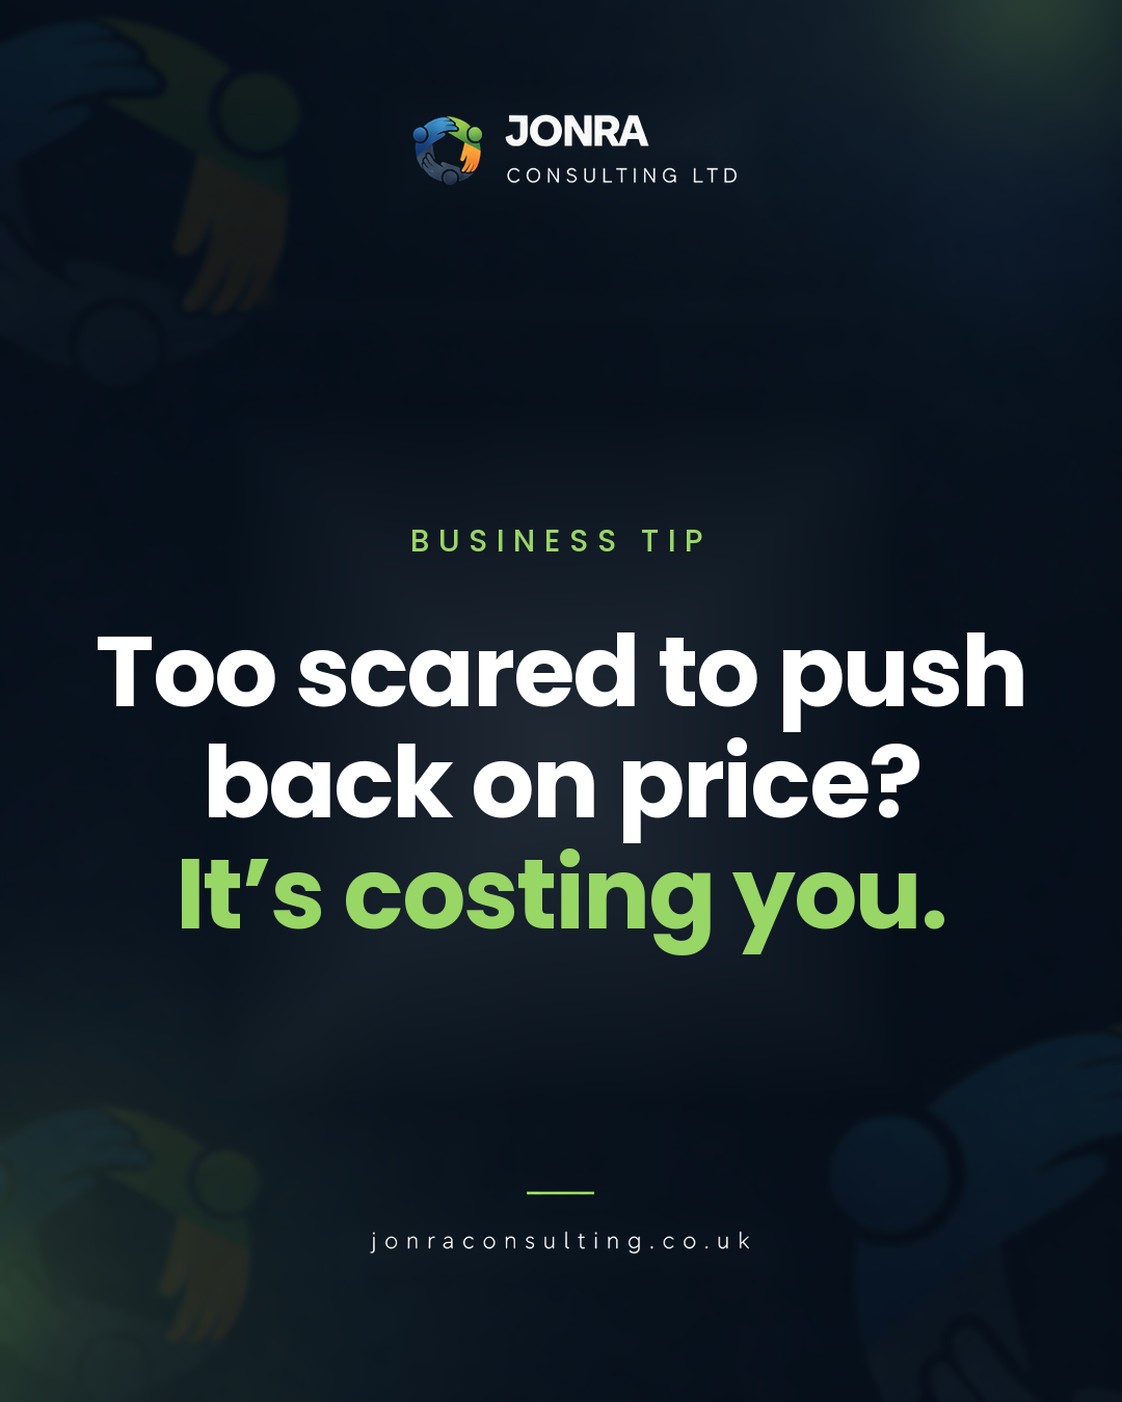 JONRA
CONSULTING LTD
BUSINESS TIP
Too scared to push
back on price?
It’s costing you.
jonraconsulting.co.uk